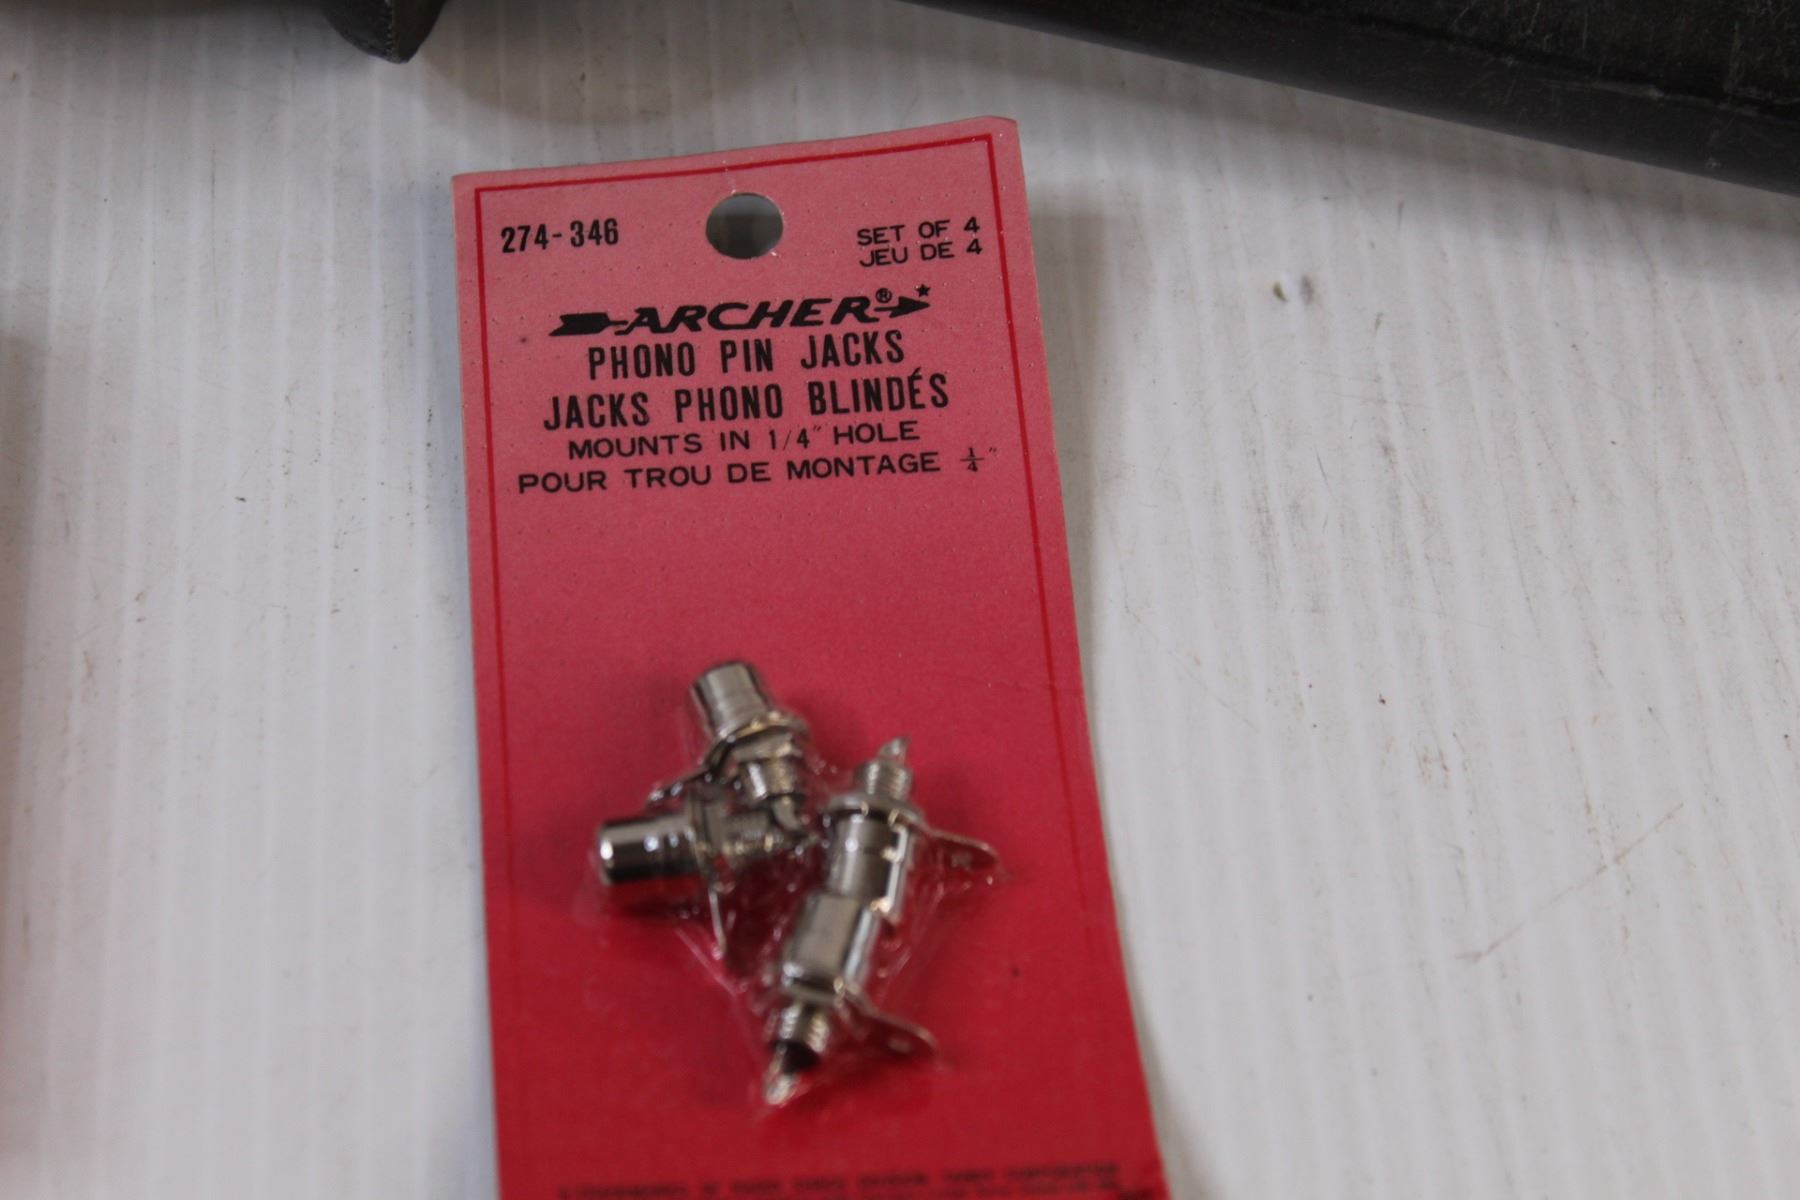 274-346
SET OF 4
JEU DE 4
ARCHER®
PHONO PIN JACKS
JACKS PHONO BLINDÉS
MOUNTS IN 1/4" HOLE
POUR TROU DE MONTAGE 1/4"